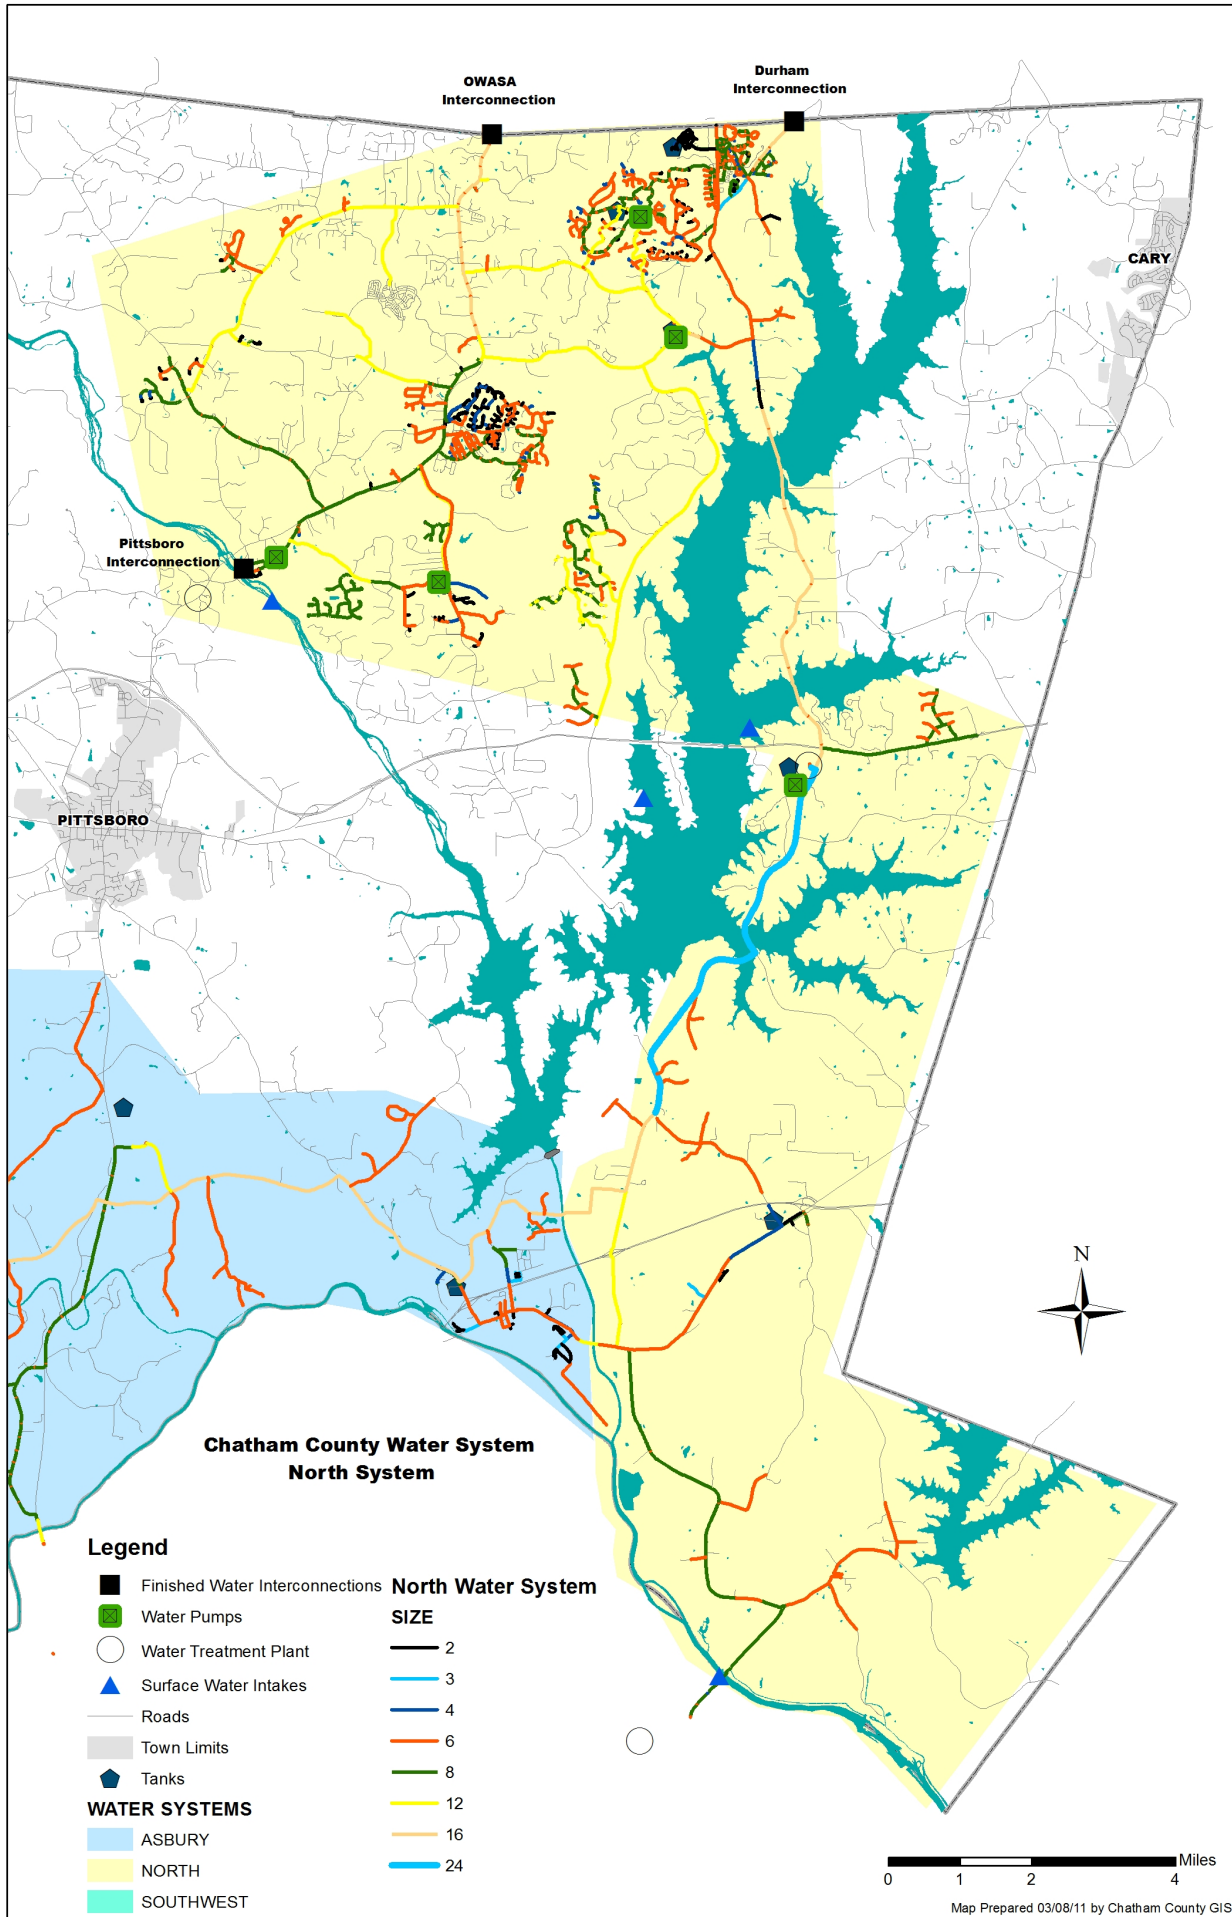 OWASA
Interconnection
Durham
Interconnection
CARY
Pittsboro
Interconnection
PITTSBORO
N
Chatham County Water System
North System
Legend
Finished Water Interconnections
Water Pumps
Water Treatment Plant
Surface Water Intakes
Roads
Town Limits
Tanks
WATER SYSTEMS
ASBURY
NORTH
SOUTHWEST
North Water System
SIZE
2
3
4
6
8
12
16
24
Miles
0 1 2 4
Map Prepared 03/08/11 by Chatham County GIS